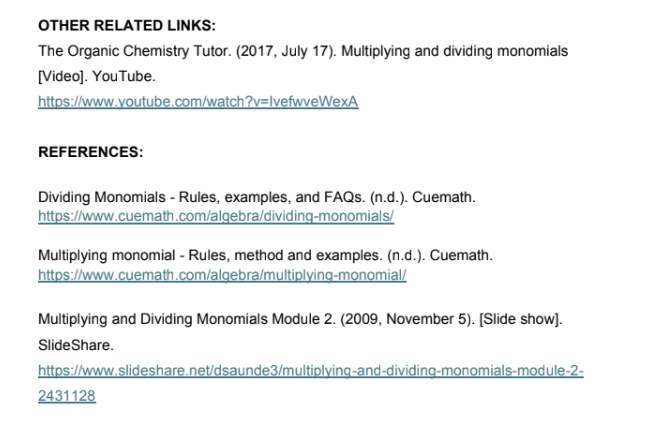 OTHER RELATED LINKS:
The Organic Chemistry Tutor. (2017, July 17). Multiplying and dividing monomials
[Video]. YouTube.
https://www.youtube.com/watch?v=IvefwveWexA
REFERENCES:
Dividing Monomials - Rules, examples, and FAQs. (n.d.). Cuemath.
https://www.cuemath.com/algebra/dividing-monomials/
Multiplying monomial - Rules, method and examples. (n.d.). Cuemath.
https://www.cuemath.com/algebra/multiplying-monomial/
Multiplying and Dividing Monomials Module 2. (2009, November 5). [Slide show].
SlideShare.
https://www.slideshare.net/dsaunde3/multiplying-and-dividing-monomials-module-2-
2431128